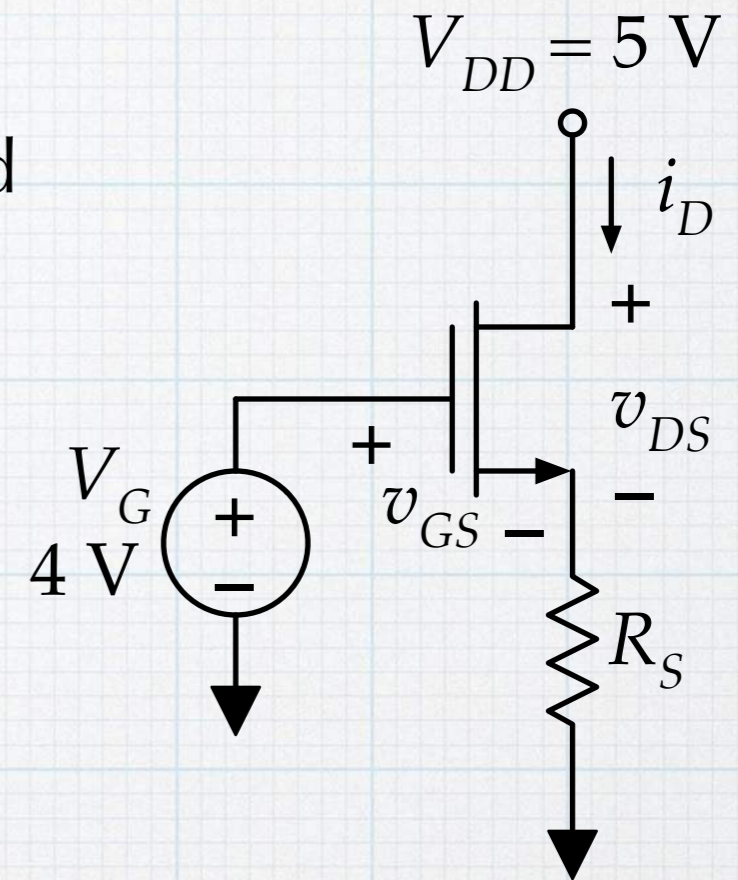 V_DD = 5 V
i_D
+
v_DS
−
V_G
4 V
+
−
+
v_GS
−
R_S